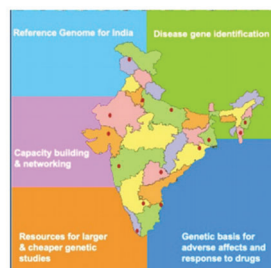 Reference Genome for India
Disease gene identification
Capacity building
& networking
Resources for larger
& cheaper genetic
studies
Genetic basis for
adverse affects and
response to drugs